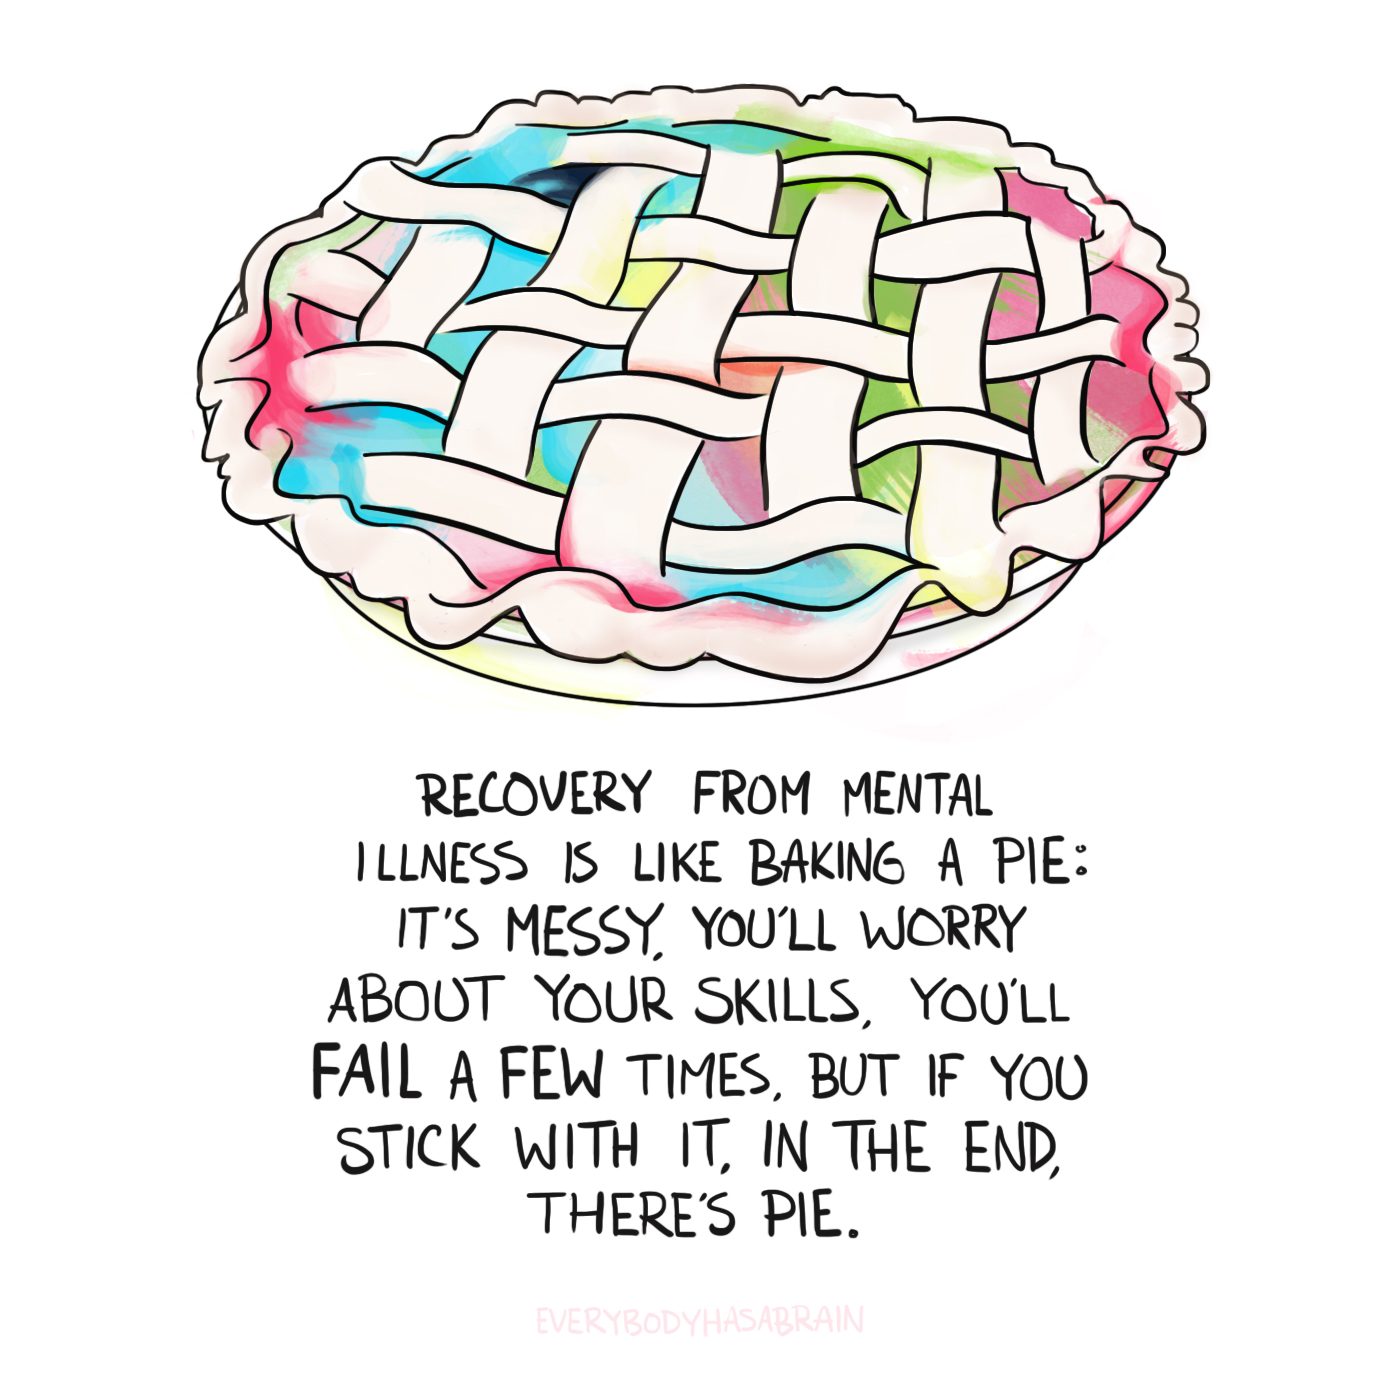 RECOVERY FROM MENTAL
ILLNESS IS LIKE BAKING A PIE:
IT'S MESSY, YOU'LL WORRY
ABOUT YOUR SKILLS, YOU'LL
FAIL A FEW TIMES, BUT IF YOU
STICK WITH IT, IN THE END,
THERE'S PIE.
EVERYBODYHASABRAIN